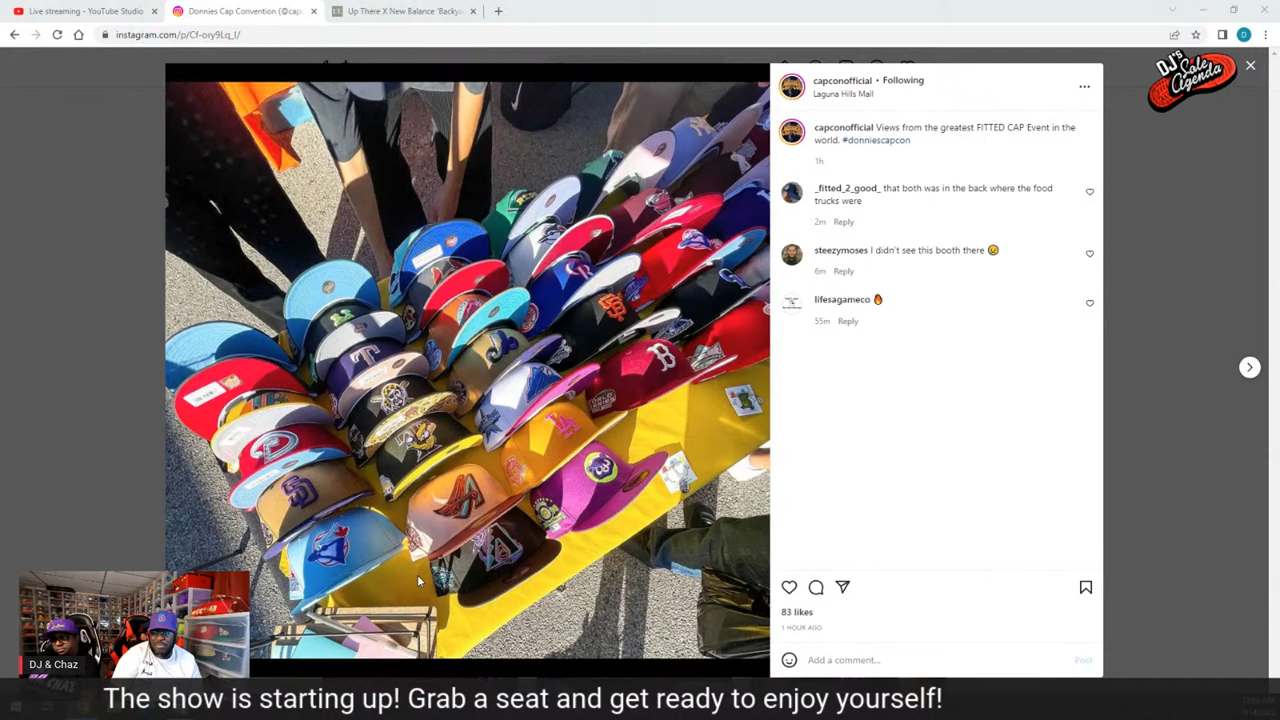 Live streaming - YouTube Studio
Donnies Cap Convention (@cap
Up There X New Balance 'Backya
instagram.com/p/Cf-ory9Lq_l/
D
DJ's
Sole
Agenda
capconofficial • Following
Laguna Hills Mall
capconofficial Views from the greatest FITTED CAP Event in the
world. #donniescapcon
1h
_fitted_2_good_ that both was in the back where the food
trucks were
2m Reply
steezymoses I didn't see this booth there
6m Reply
lifesagameco
55m Reply
83 likes
1 HOUR AGO
Add a comment...
Post
T
B
SF
LA
SD
A
DJ & Chaz
The show is starting up! Grab a seat and get ready to enjoy yourself!